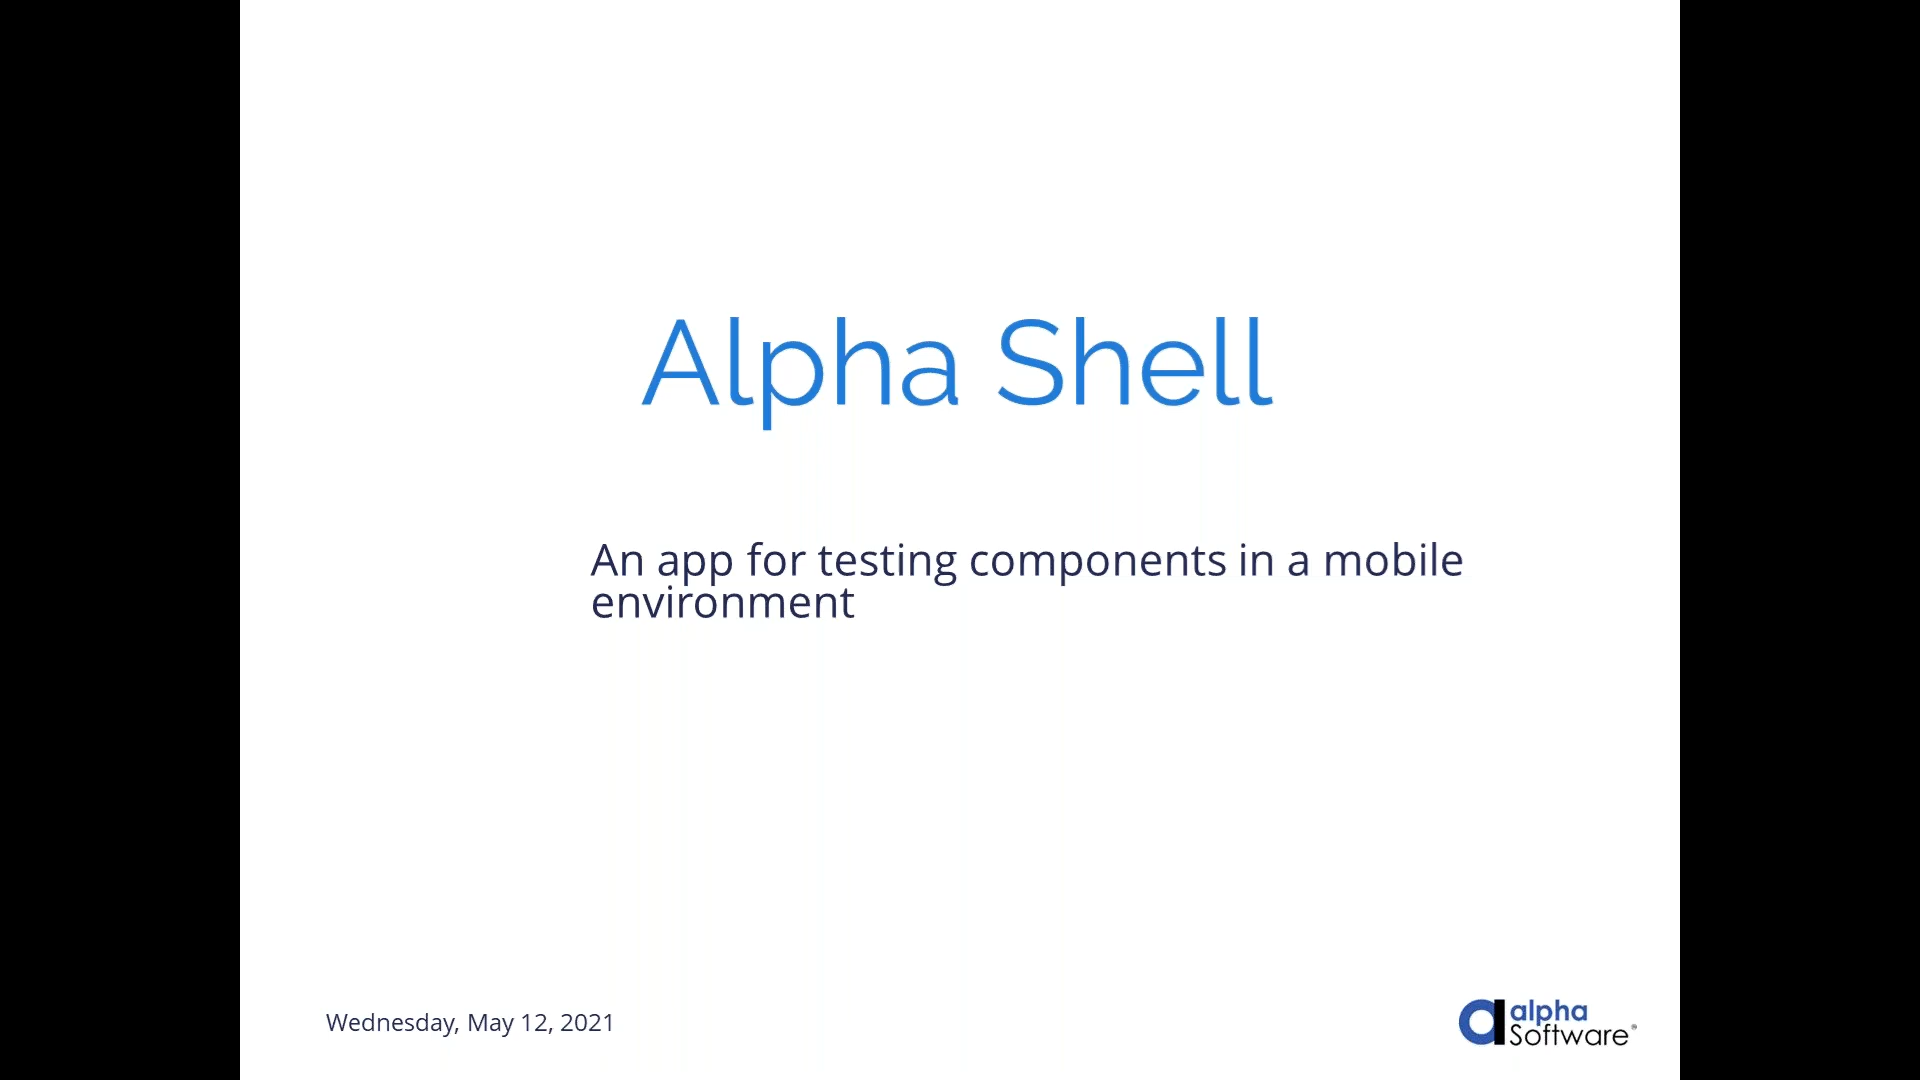 Alpha Shell
An app for testing components in a mobile
environment
Wednesday, May 12, 2021
alpha
Software®